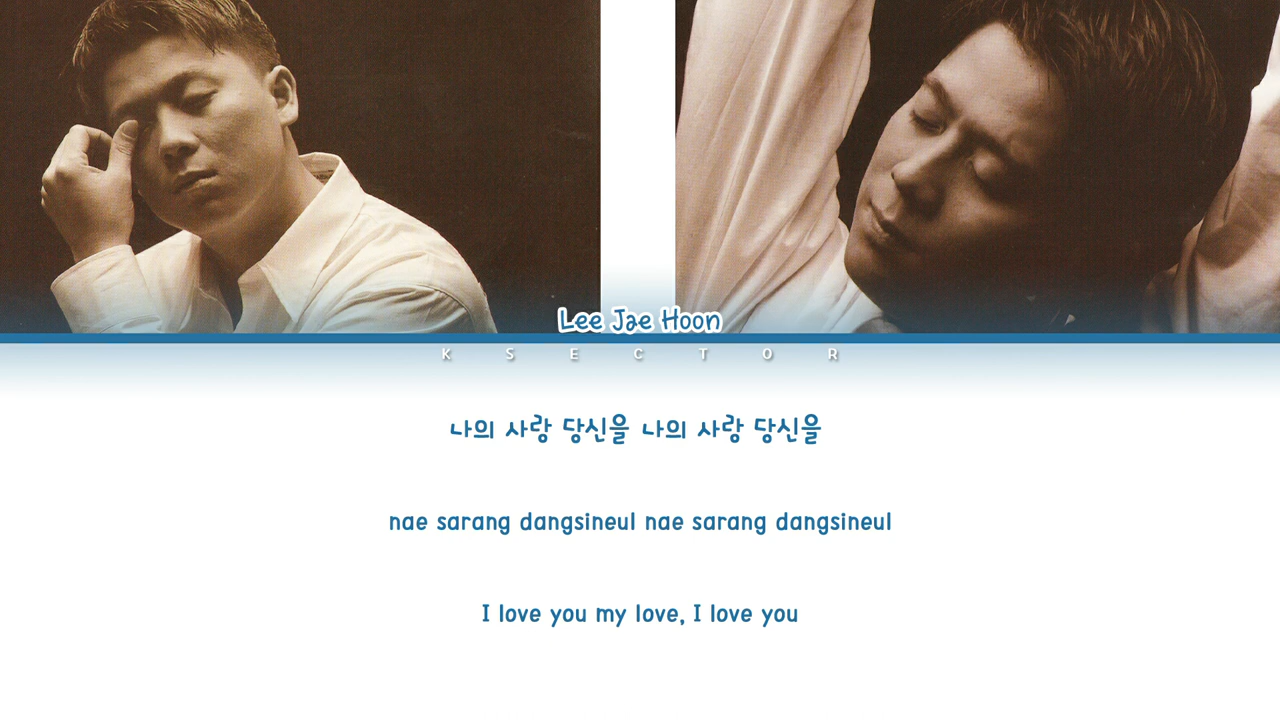 Lee Jae Hoon
K S E C T O R
나의 사랑 당신을 나의 사랑 당신을
nae sarang dangsineul nae sarang dangsineul
I love you my love, I love you